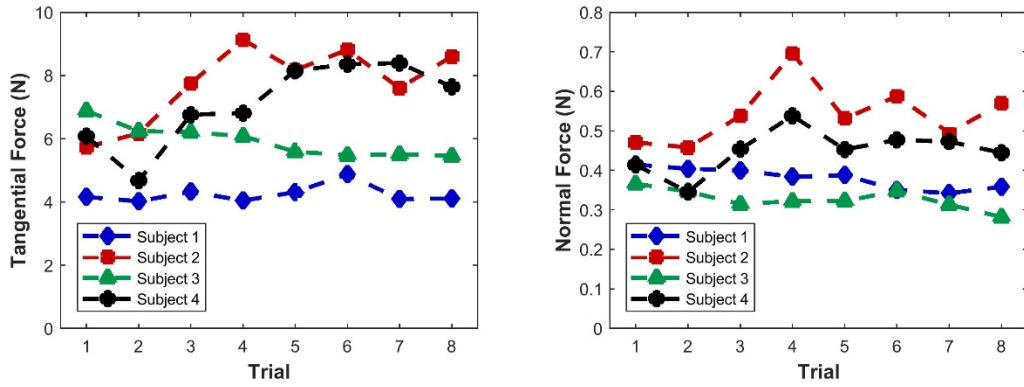 10
8
6
4
2
0
Tangential Force (N)
Subject 1
Subject 2
Subject 3
Subject 4
1 2 3 4 5 6 7 8
Trial
0.8
0.7
0.6
0.5
0.4
0.3
0.2
0.1
0
Normal Force (N)
Subject 1
Subject 2
Subject 3
Subject 4
1 2 3 4 5 6 7 8
Trial